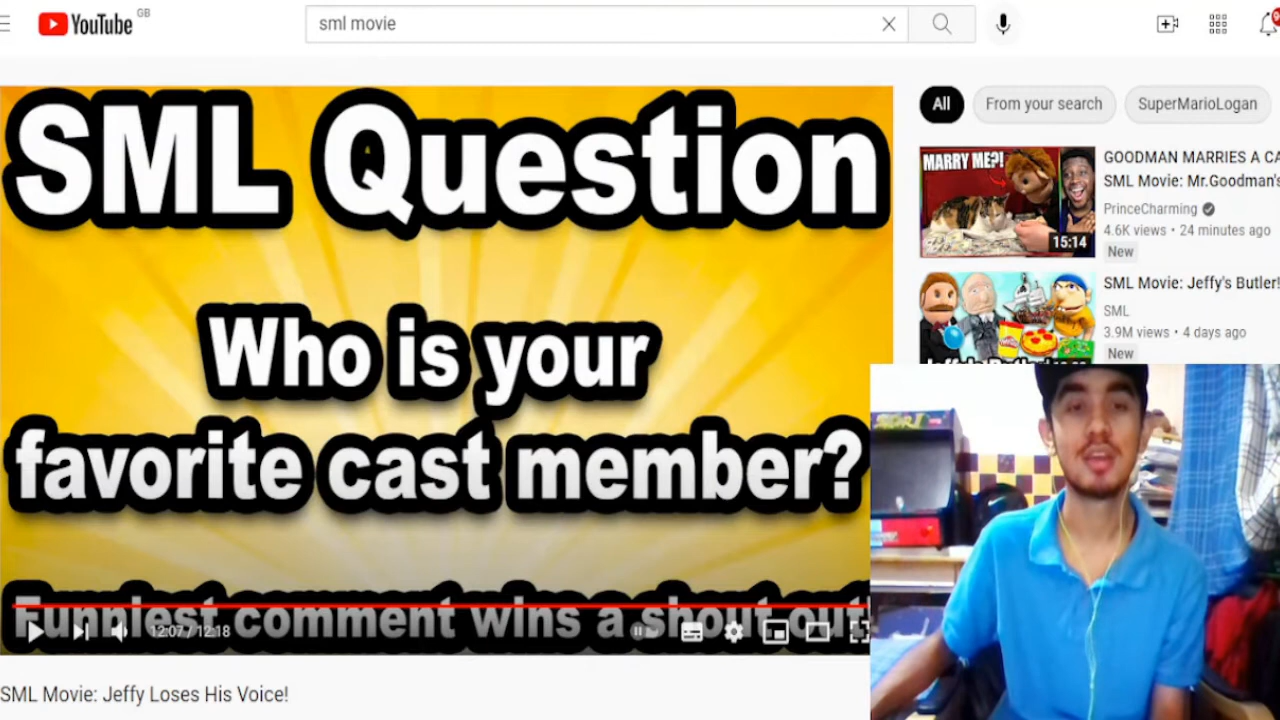 YouTube GB
sml movie
SML Question
Who is your
favorite cast member?
Funniest comment wins a shout out!
12:07 / 12:18
SML Movie: Jeffy Loses His Voice!
All
From your search
SuperMarioLogan
MARRY ME?!
15:14
GOODMAN MARRIES A CA
SML Movie: Mr.Goodman's
PrinceCharming
4.6K views • 24 minutes ago
New
SML Movie: Jeffy's Butler!
SML
3.9M views • 4 days ago
New